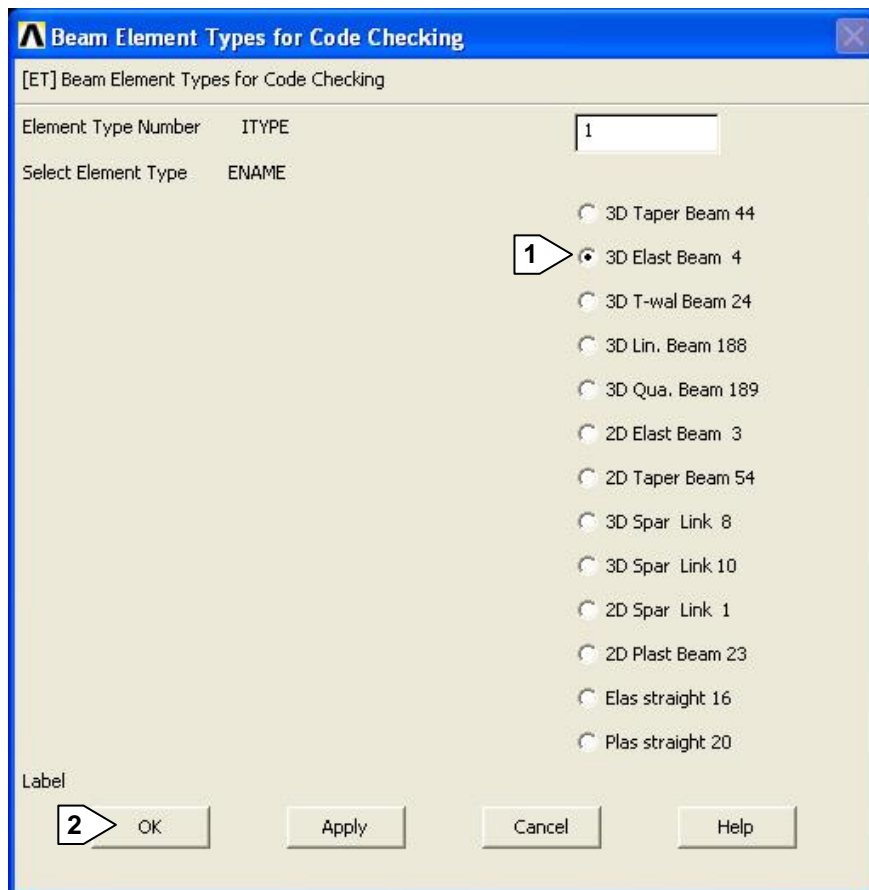 Beam Element Types for Code Checking
[ET] Beam Element Types for Code Checking
Element Type Number ITYPE 1
Select Element Type ENAME
3D Taper Beam 44
1 3D Elast Beam 4
3D T-wal Beam 24
3D Lin. Beam 188
3D Qua. Beam 189
2D Elast Beam 3
2D Taper Beam 54
3D Spar Link 8
3D Spar Link 10
2D Spar Link 1
2D Plast Beam 23
Elas straight 16
Plas straight 20
Label
2 OK Apply Cancel Help